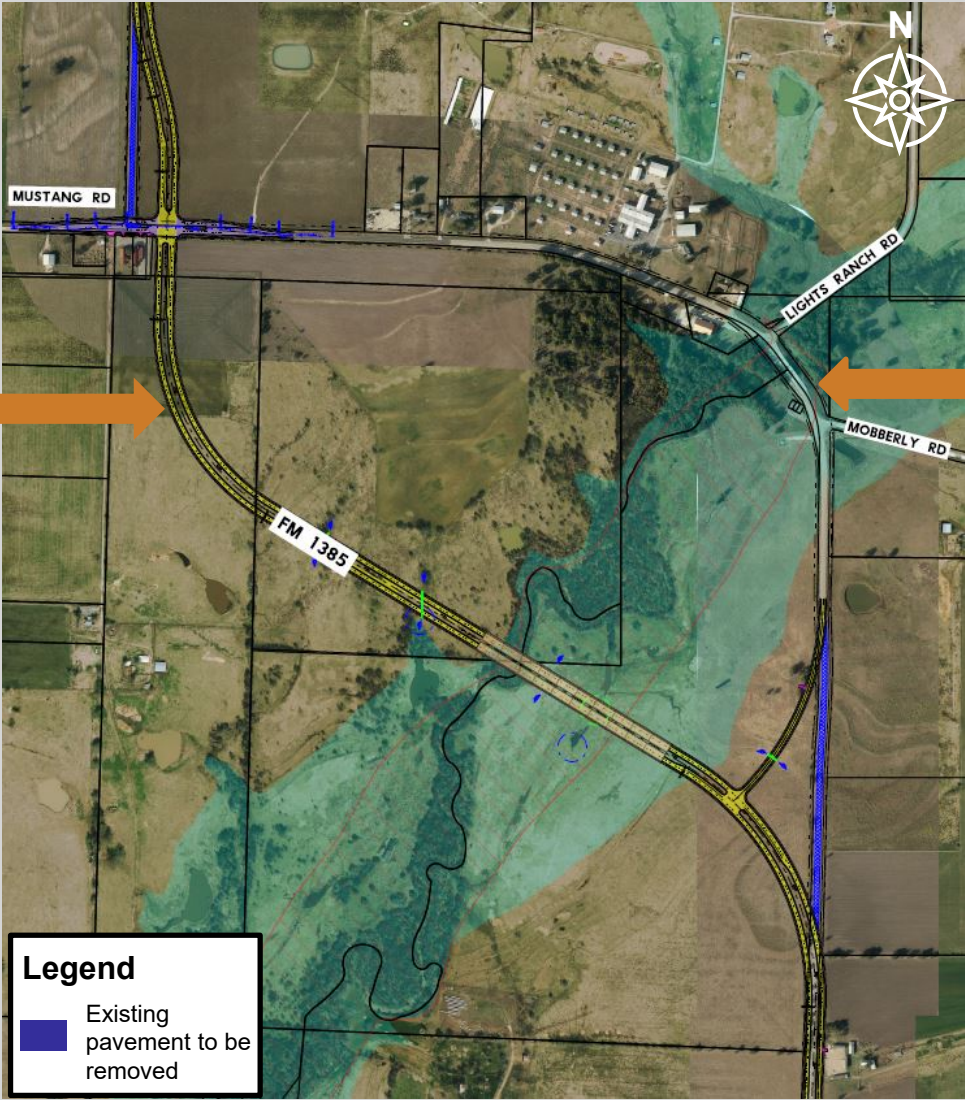 N
MUSTANG RD
LIGHTS RANCH RD
MOBBERLY RD
FM 1385
Legend
Existing
pavement to be
removed